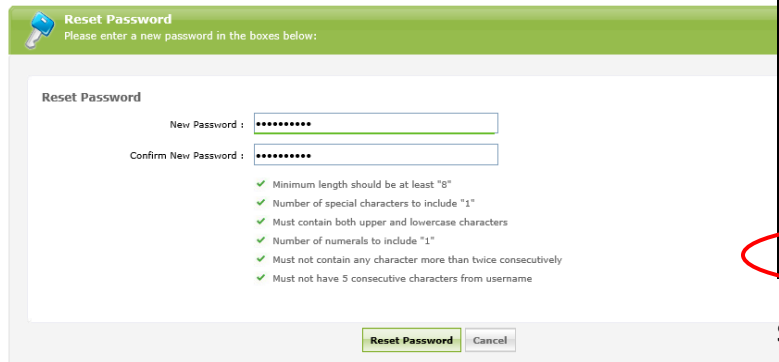 Reset Password
Please enter a new password in the boxes below:
Reset Password
New Password : ••••••••••
Confirm New Password : ••••••••••
✔ Minimum length should be at least "8"
✔ Number of special characters to include "1"
✔ Must contain both upper and lowercase characters
✔ Number of numerals to include "1"
✔ Must not contain any character more than twice consecutively
✔ Must not have 5 consecutive characters from username
Reset Password Cancel